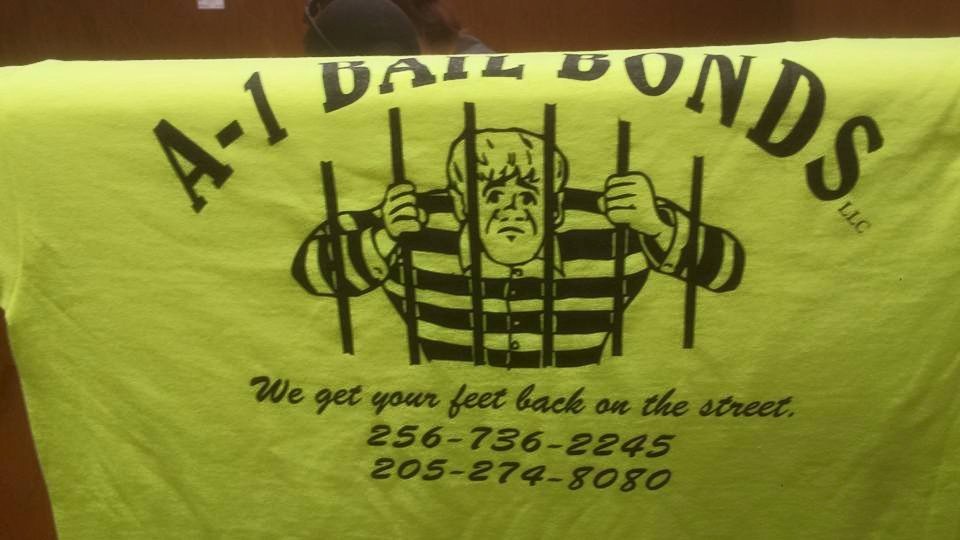 A-1 BAIL BONDS LLC
We get your feet back on the street.
256-736-2245
205-274-8080